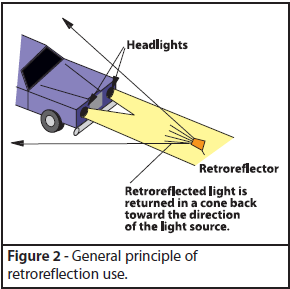 Headlights
Retroreflector
Retroreflected light is
returned in a cone back
toward the direction
of the light source.
Figure 2 - General principle of
retroreflection use.